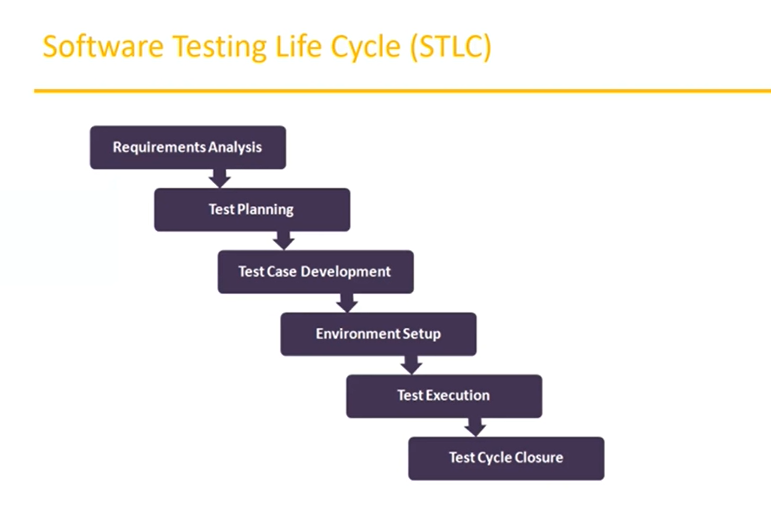 Software Testing Life Cycle (STLC)
Requirements Analysis
Test Planning
Test Case Development
Environment Setup
Test Execution
Test Cycle Closure